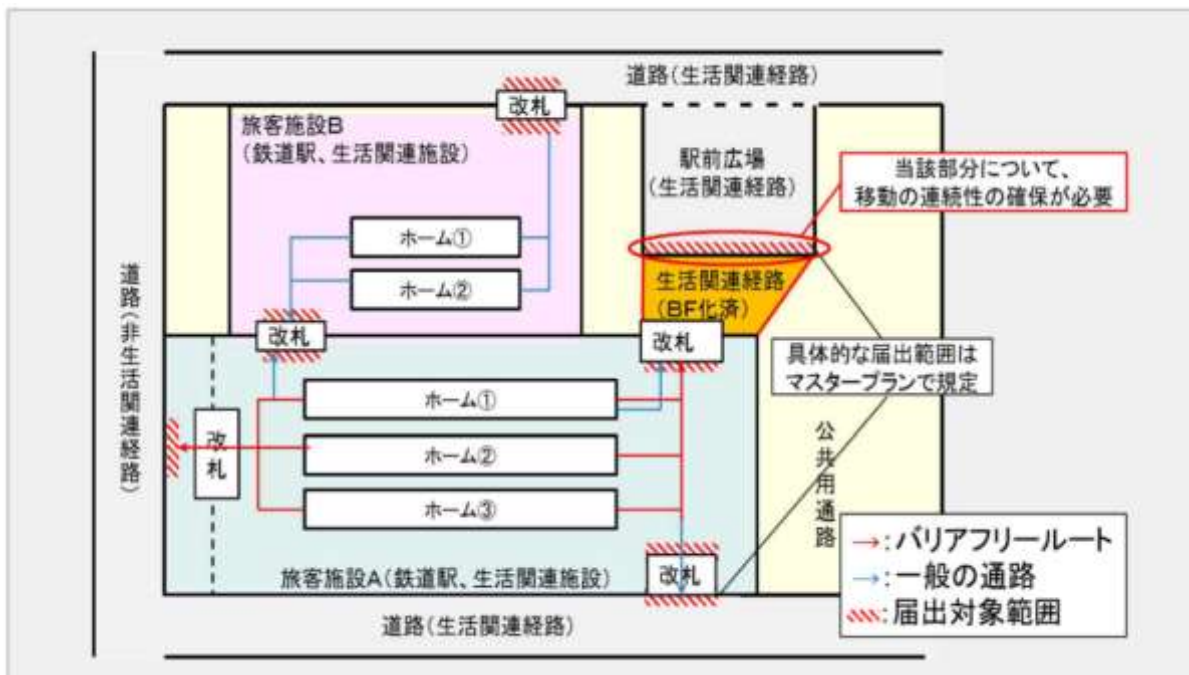 道路(生活関連経路)
改札
旅客施設B
(鉄道駅、生活関連施設)
駅前広場
(生活関連経路)
当該部分について、
移動の連続性の確保が必要
ホーム①
ホーム②
生活関連経路
(BF化済)
道路(非生活関連経路)
改札
改札
具体的な届出範囲は
マスタープランで規定
ホーム①
改札
ホーム②
ホーム③
公共用通路
旅客施設A(鉄道駅、生活関連施設)
改札
道路(生活関連経路)
→:バリアフリールート
→:一般の通路
:届出対象範囲